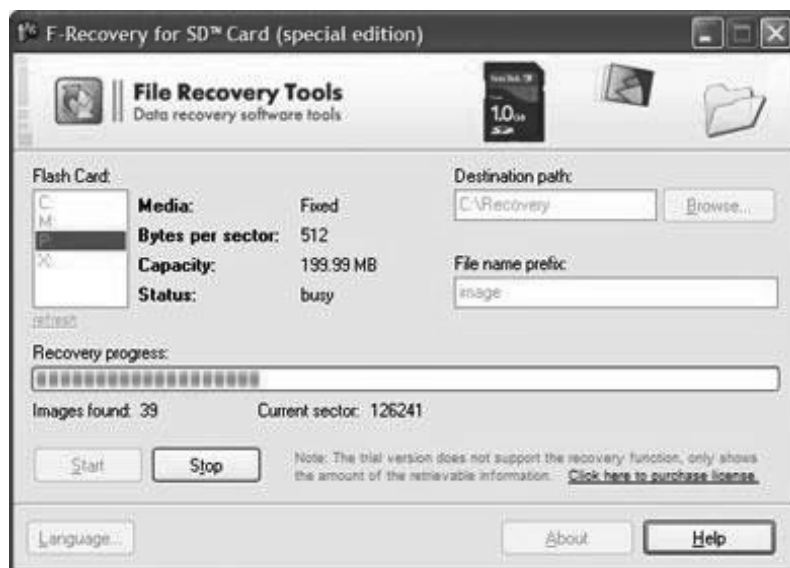 F-Recovery for SD™ Card (special edition)
File Recovery Tools
Data recovery software tools
SanDisk
1.0GB
Flash Card:
C:
M:
P:
X:
refresh
Media: Fixed
Bytes per sector: 512
Capacity: 199.99 MB
Status: busy
Destination path:
C:\Recovery
Browse...
File name prefix:
image
Recovery progress:
Images found: 39
Current sector: 126241
Start
Stop
Note: The trial version does not support the recovery function, only shows
the amount of the retrievable information. Click here to purchase license.
Language...
About
Help